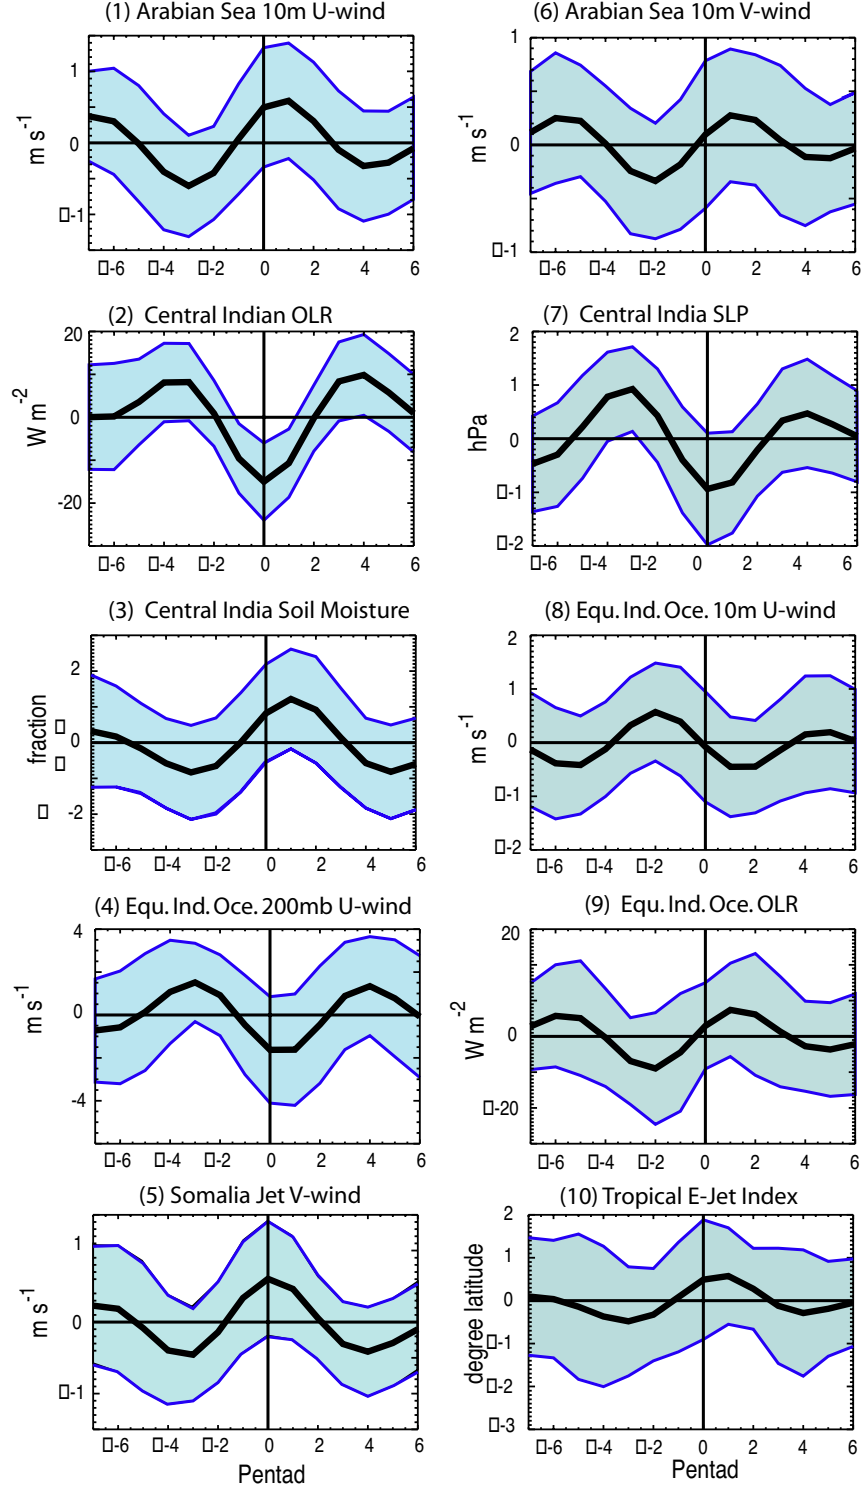 (1) Arabian Sea 10m U-wind
m s-1
1
0
□-1
□-6 □-4 □-2 0 2 4 6
(6) Arabian Sea 10m V-wind
m s-1
1
0
□-1
□-6 □-4 □-2 0 2 4 6
(2) Central Indian OLR
W m-2
20
0
-20
□-6 □-4 □-2 0 2 4 6
(7) Central India SLP
hPa
2
1
0
□-1
□-2
□-6 □-4 □-2 0 2 4 6
(3) Central India Soil Moisture
fraction
2
0
-2
□-6 □-4 □-2 0 2 4 6
(8) Equ. Ind. Oce. 10m U-wind
m s-1
2
1
0
□-1
□-2
□-6 □-4 □-2 0 2 4 6
(4) Equ. Ind. Oce. 200mb U-wind
m s-1
4
0
-4
□-6 □-4 □-2 0 2 4 6
(9) Equ. Ind. Oce. OLR
W m-2
20
0
□-20
□-6 □-4 □-2 0 2 4 6
(5) Somalia Jet V-wind
m s-1
1
0
□-1
□-6 □-4 □-2 0 2 4 6
Pentad
(10) Tropical E-Jet Index
degree latitude
2
1
0
□-1
□-2
□-3
□-6 □-4 □-2 0 2 4 6
Pentad